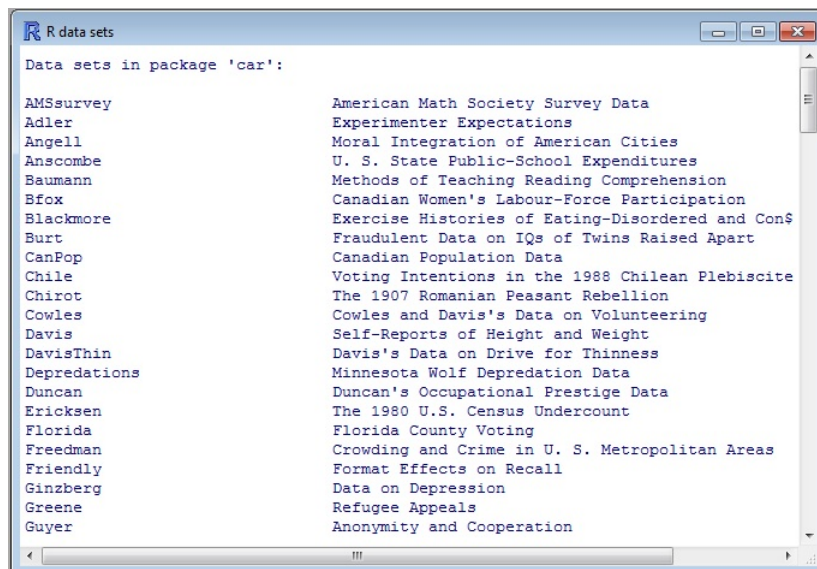 R data sets
Data sets in package 'car':
AMSsurvey American Math Society Survey Data
Adler Experimenter Expectations
Angell Moral Integration of American Cities
Anscombe U. S. State Public-School Expenditures
Baumann Methods of Teaching Reading Comprehension
Bfox Canadian Women's Labour-Force Participation
Blackmore Exercise Histories of Eating-Disordered and Con$
Burt Fraudulent Data on IQs of Twins Raised Apart
CanPop Canadian Population Data
Chile Voting Intentions in the 1988 Chilean Plebiscite
Chirot The 1907 Romanian Peasant Rebellion
Cowles Cowles and Davis's Data on Volunteering
Davis Self-Reports of Height and Weight
DavisThin Davis's Data on Drive for Thinness
Depredations Minnesota Wolf Depredation Data
Duncan Duncan's Occupational Prestige Data
Ericksen The 1980 U.S. Census Undercount
Florida Florida County Voting
Freedman Crowding and Crime in U. S. Metropolitan Areas
Friendly Format Effects on Recall
Ginzberg Data on Depression
Greene Refugee Appeals
Guyer Anonymity and Cooperation